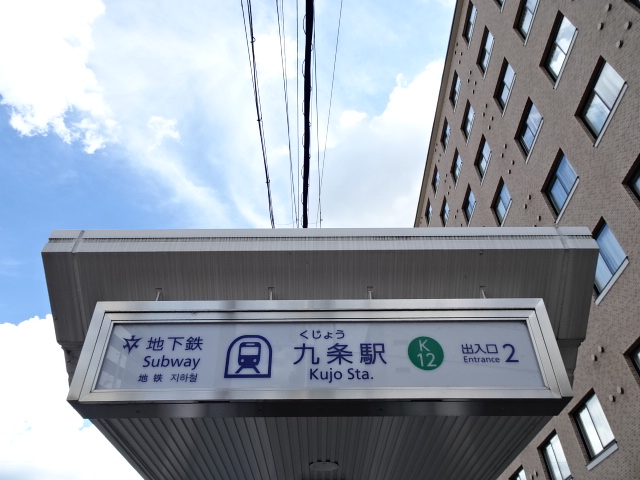 地下鉄
Subway
地 铁 지하철
くじょう
九条駅
Kujo Sta.
K
12
出入口
Entrance 2